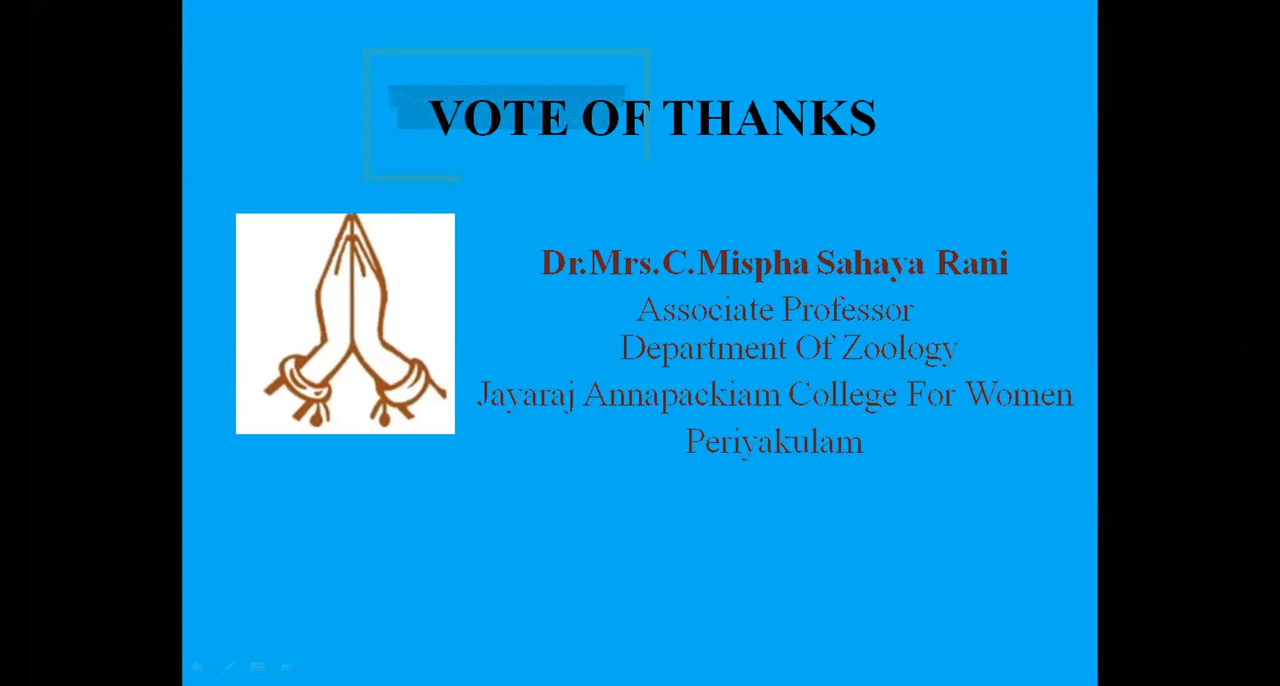 VOTE OF THANKS
Dr.Mrs.C.Mispha Sahaya Rani
Associate Professor
Department Of Zoology
Jayaraj Annapackiam College For Women
Periyakulam